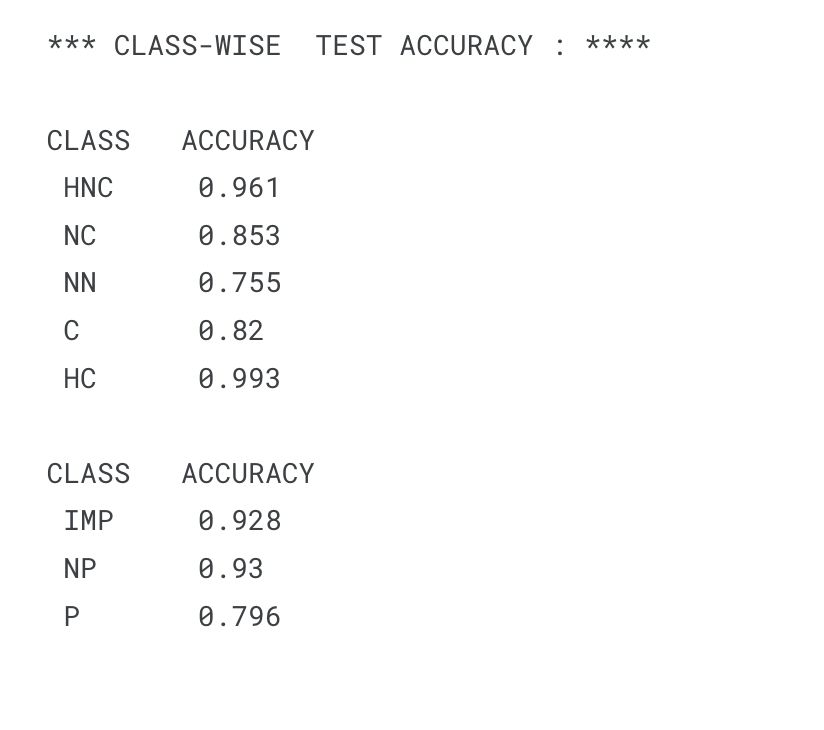 *** CLASS-WISE  TEST ACCURACY : ****
CLASS   ACCURACY
HNC     0.961
NC      0.853
NN      0.755
C       0.82
HC      0.993
CLASS   ACCURACY
IMP     0.928
NP      0.93
P       0.796